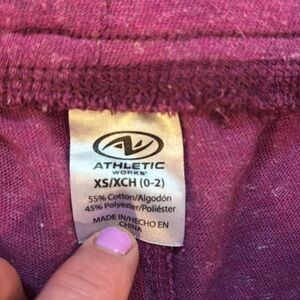 ATHLETIC
WORKS
XS/XCH (0-2)
55% Cotton/Algodón
45% Polyester/Poliéster
MADE IN/HECHO EN
CHINA